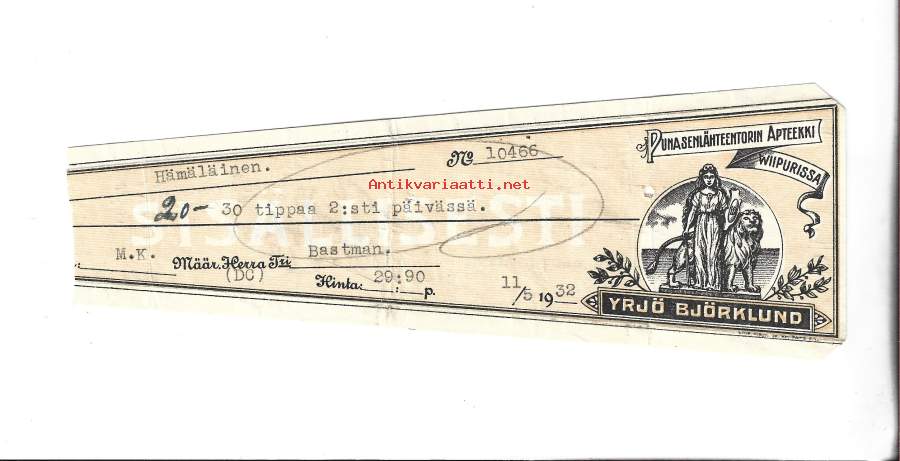 PUNASENLÄHTEENTORIN APTEEKKI
WIIPURISSA
Hämäläinen.
No 10466
Antikvariaatti.net
SISÄLLISESTI
20- 30 tippaa 2:sti päivässä.
M.K. Määr. Herra Tri Bastman.
(DC) Hinta: 29:90 p. 11/5 1932
YRJÖ BJÖRKLUND